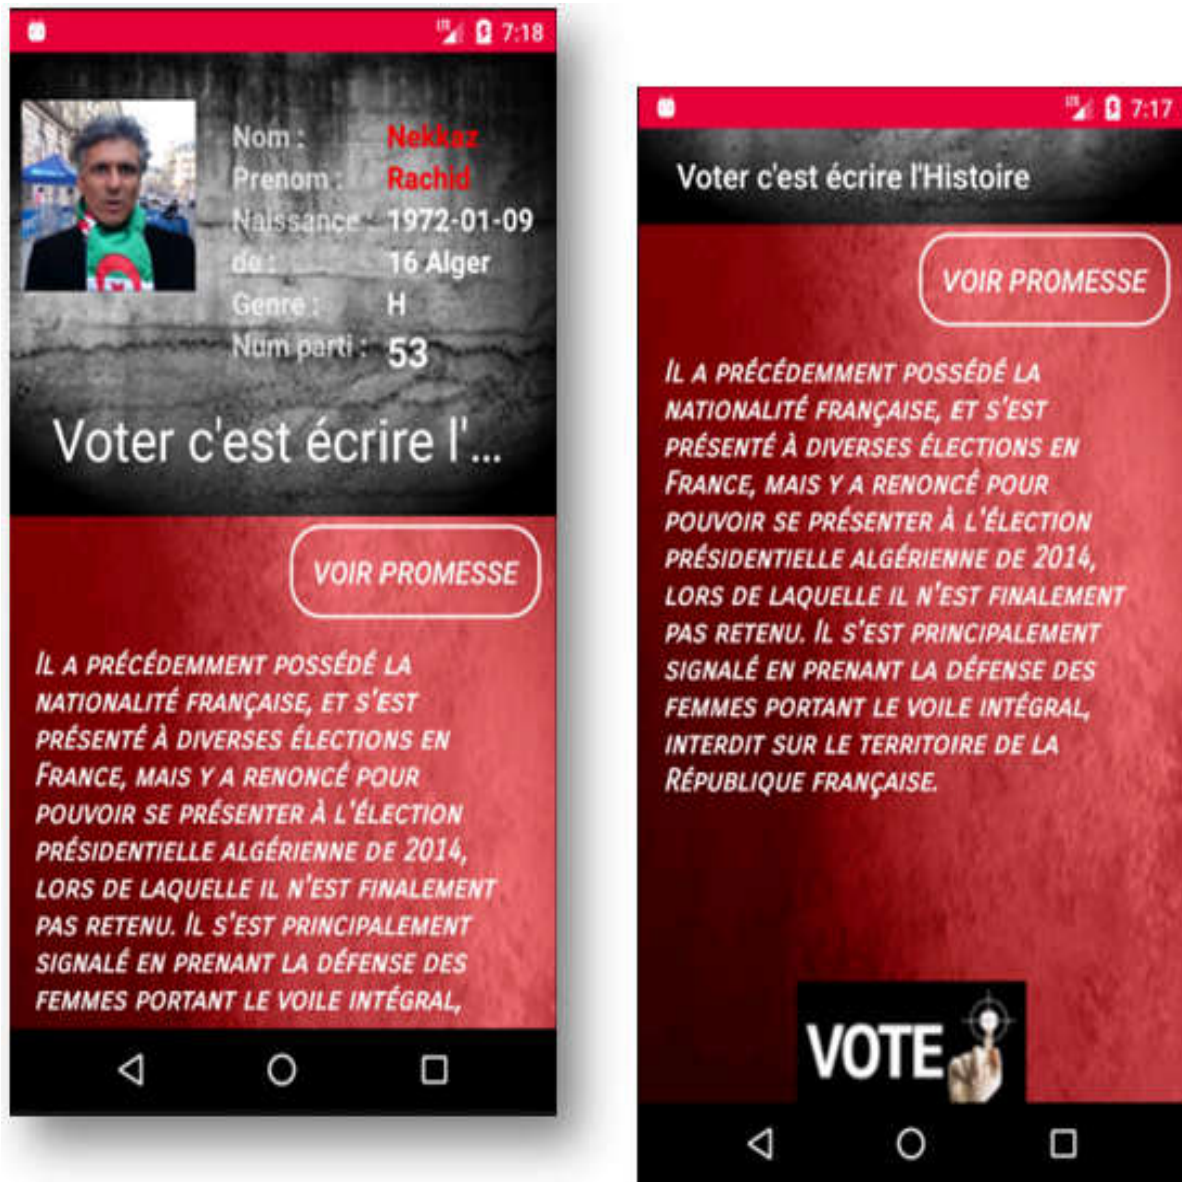 LTE 7:18
Nom : Nekkaz
Prenom : Rachid
Naissance : 1972-01-09
de : 16 Alger
Genre : H
Num parti : 53
Voter c'est écrire l'...
VOIR PROMESSE
IL A PRÉCÉDEMMENT POSSÉDÉ LA
NATIONALITÉ FRANÇAISE, ET S'EST
PRÉSENTÉ À DIVERSES ÉLECTIONS EN
FRANCE, MAIS Y A RENONCÉ POUR
POUVOIR SE PRÉSENTER À L'ÉLECTION
PRÉSIDENTIELLE ALGÉRIENNE DE 2014,
LORS DE LAQUELLE IL N'EST FINALEMENT
PAS RETENU. IL S'EST PRINCIPALEMENT
SIGNALÉ EN PRENANT LA DÉFENSE DES
FEMMES PORTANT LE VOILE INTÉGRAL,
LTE 7:17
Voter c'est écrire l'Histoire
VOIR PROMESSE
IL A PRÉCÉDEMMENT POSSÉDÉ LA
NATIONALITÉ FRANÇAISE, ET S'EST
PRÉSENTÉ À DIVERSES ÉLECTIONS EN
FRANCE, MAIS Y A RENONCÉ POUR
POUVOIR SE PRÉSENTER À L'ÉLECTION
PRÉSIDENTIELLE ALGÉRIENNE DE 2014,
LORS DE LAQUELLE IL N'EST FINALEMENT
PAS RETENU. IL S'EST PRINCIPALEMENT
SIGNALÉ EN PRENANT LA DÉFENSE DES
FEMMES PORTANT LE VOILE INTÉGRAL,
INTERDIT SUR LE TERRITOIRE DE LA
RÉPUBLIQUE FRANÇAISE.
VOTE